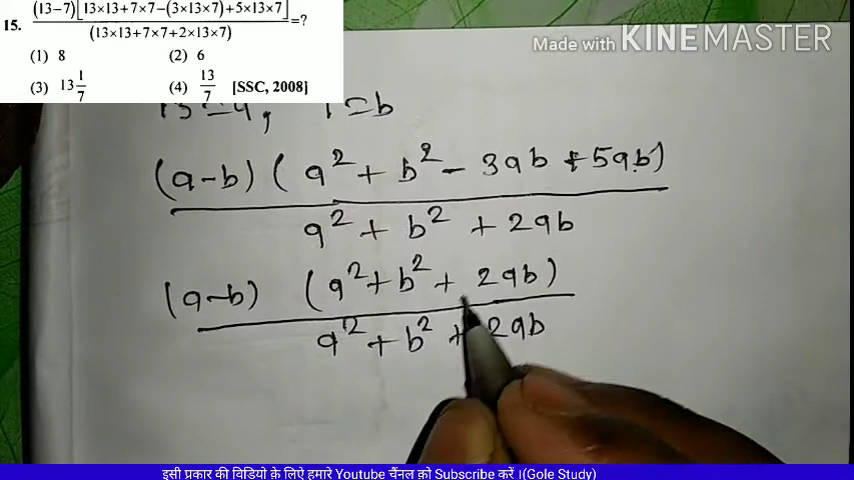 15. (13−7)[13×13+7×7−(3×13×7)+5×13×7] =?
(13×13+7×7+2×13×7)
(1) 8 (2) 6
(3) 13 1/7 (4) 13/7 [SSC, 2008]
Made with KINEMASTER
(a-b) ( a² + b² - 3ab + 5ab)
a² + b² + 2ab
(a-b) (a² + b² + 2ab)
a² + b² + 2ab
इसी प्रकार की विडियो के लिऐ हमारे Youtube चैंनल को Subscribe करें ।(Gole Study)